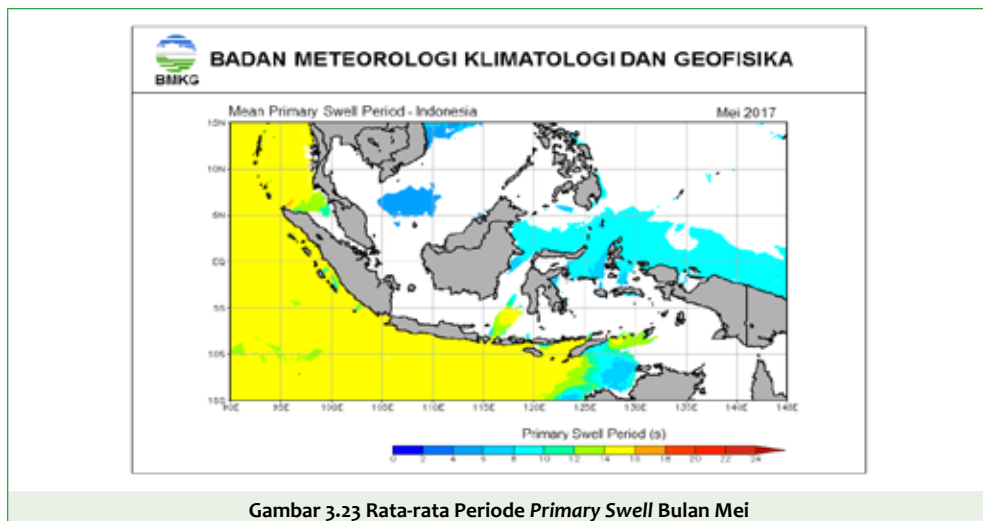 BADAN METEOROLOGI KLIMATOLOGI DAN GEOFISIKA
BMKG
Mean Primary Swell Period - Indonesia
Mei 2017
15N
10N
5N
EQ
5S
10S
15S
90E 95E 100E 105E 110E 115E 120E 125E 130E 135E 140E 145E
Primary Swell Period (s)
0 2 4 6 8 10 12 14 16 18 20 22 24
Gambar 3.23 Rata-rata Periode Primary Swell Bulan Mei